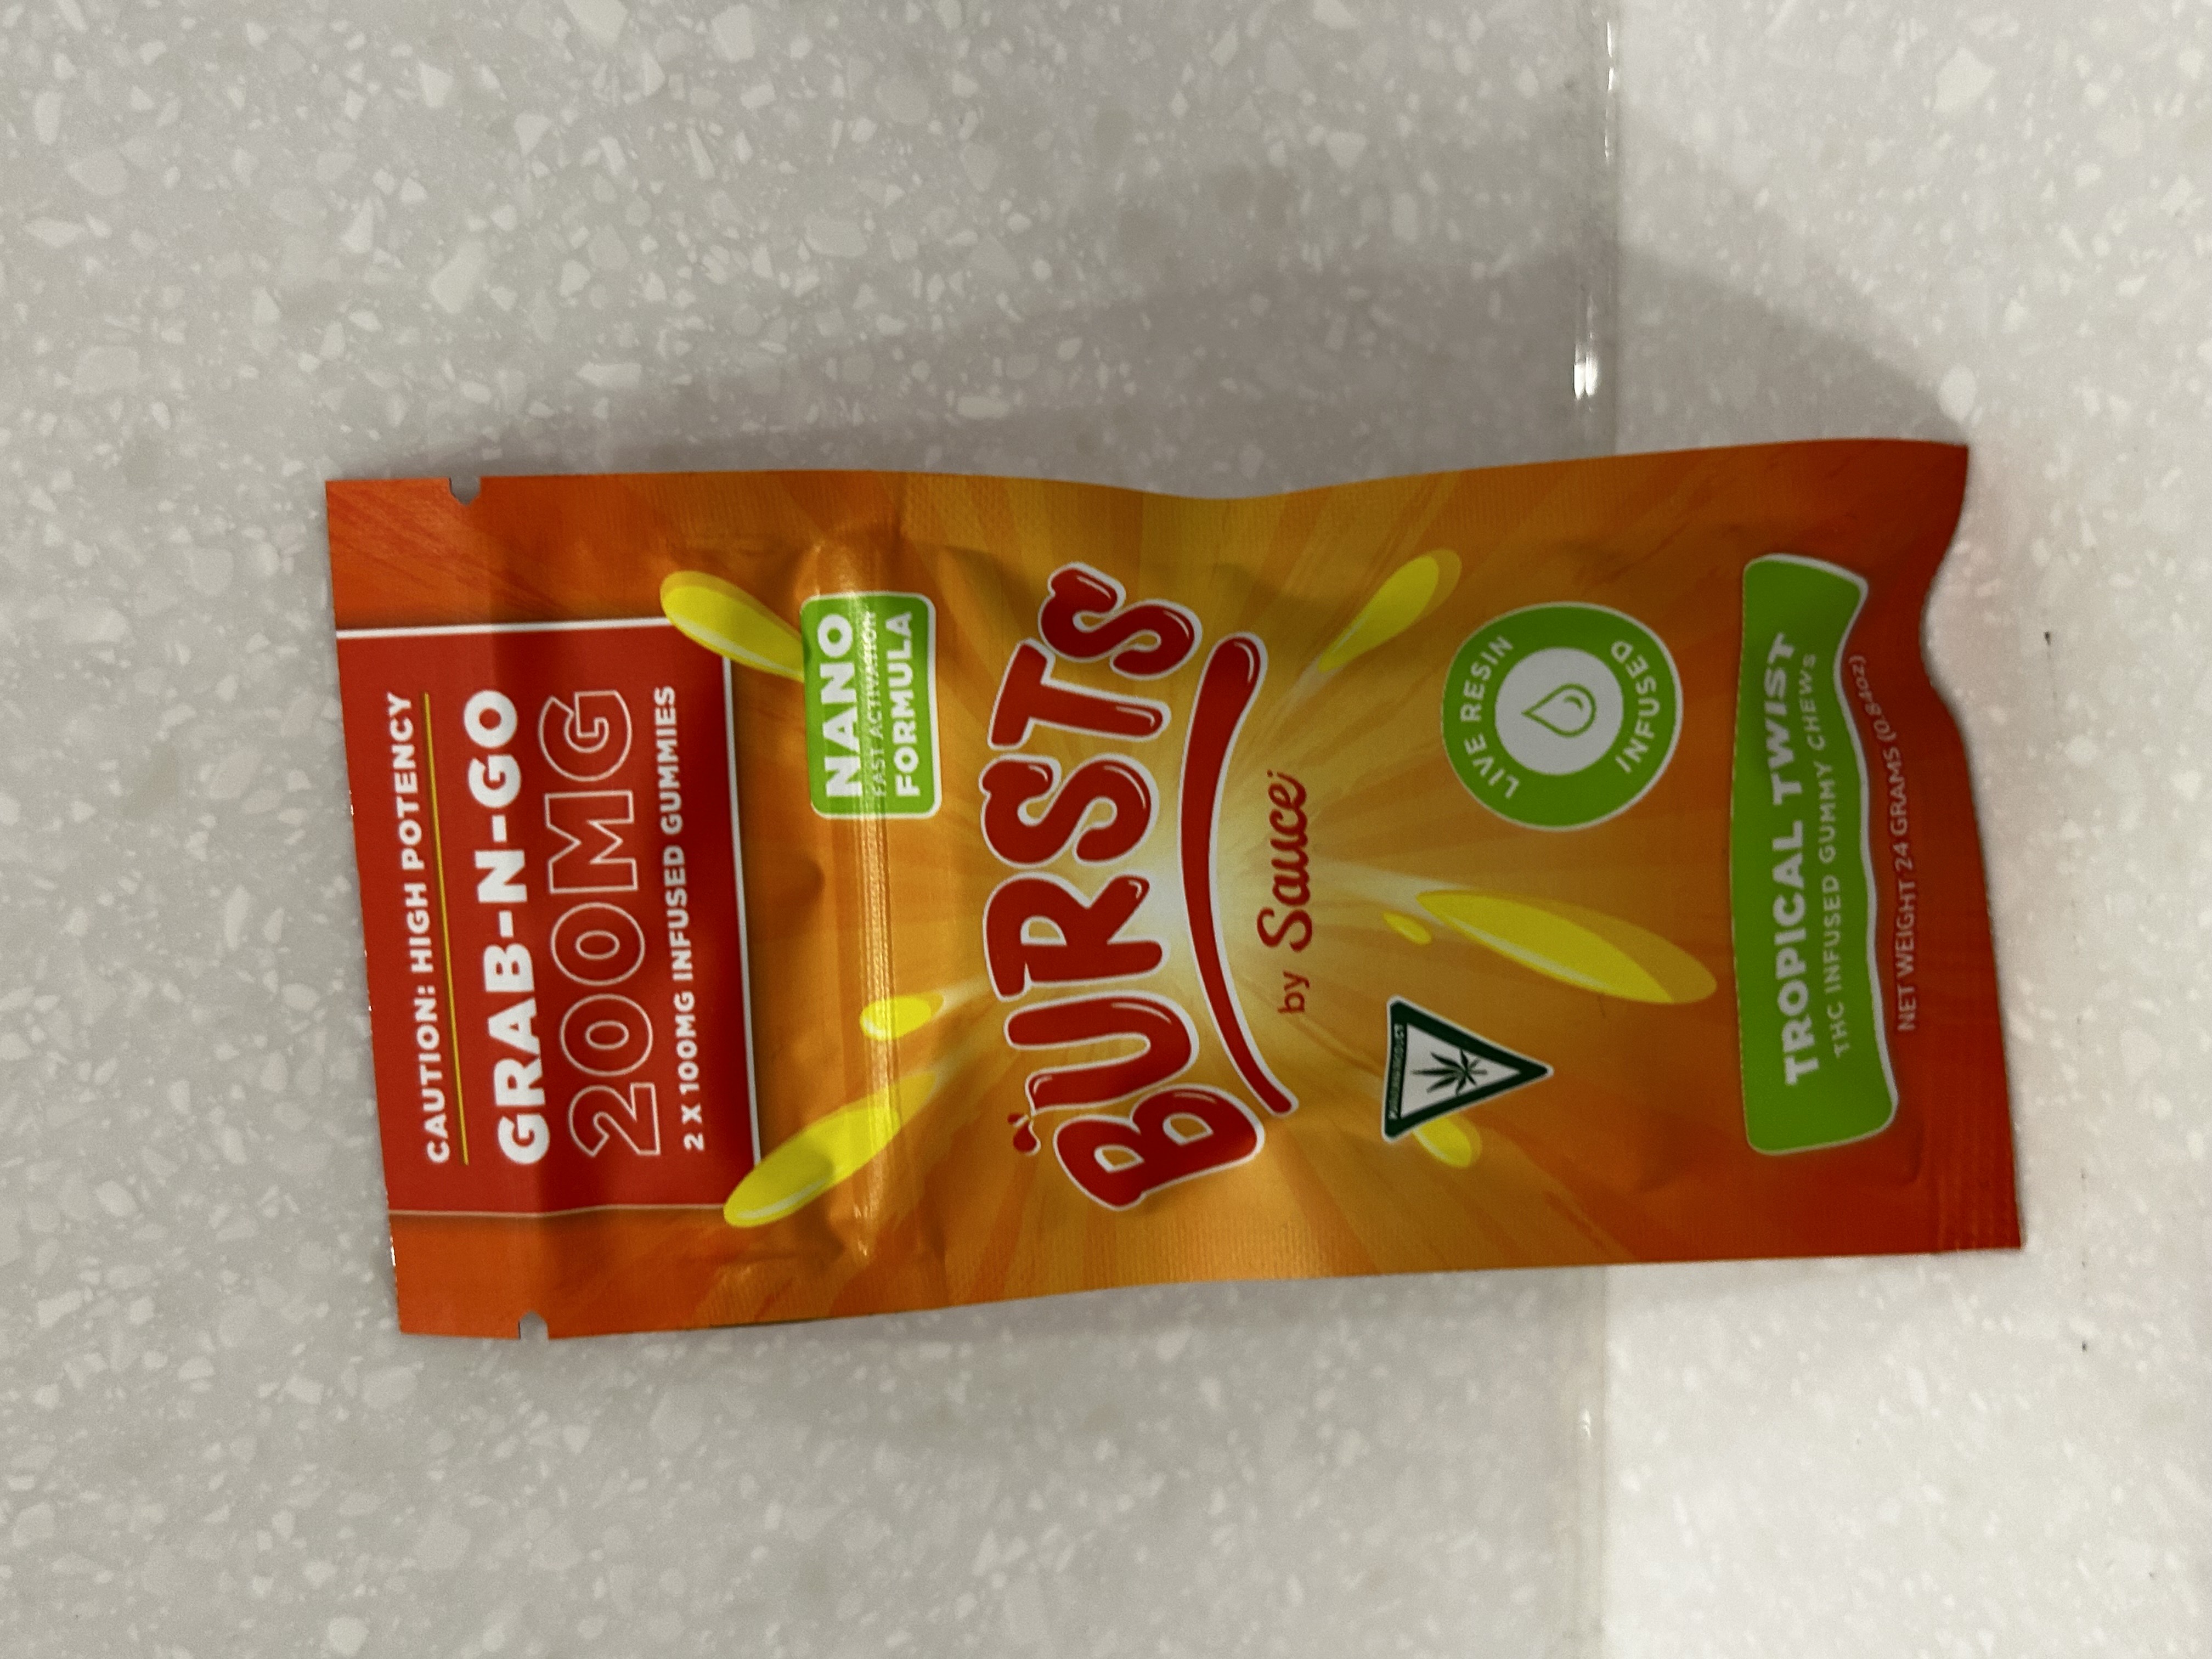 CAUTION: HIGH POTENCY
GRAB-N-GO
200MG
2 X 100MG INFUSED GUMMIES
NANO
FAST ACTIVATION
FORMULA
BURSTS
by Sauce
LIVE RESIN
INFUSED
TROPICAL TWIST
THC INFUSED GUMMY CHEWS
NET WEIGHT 24 GRAMS (0.84oz)